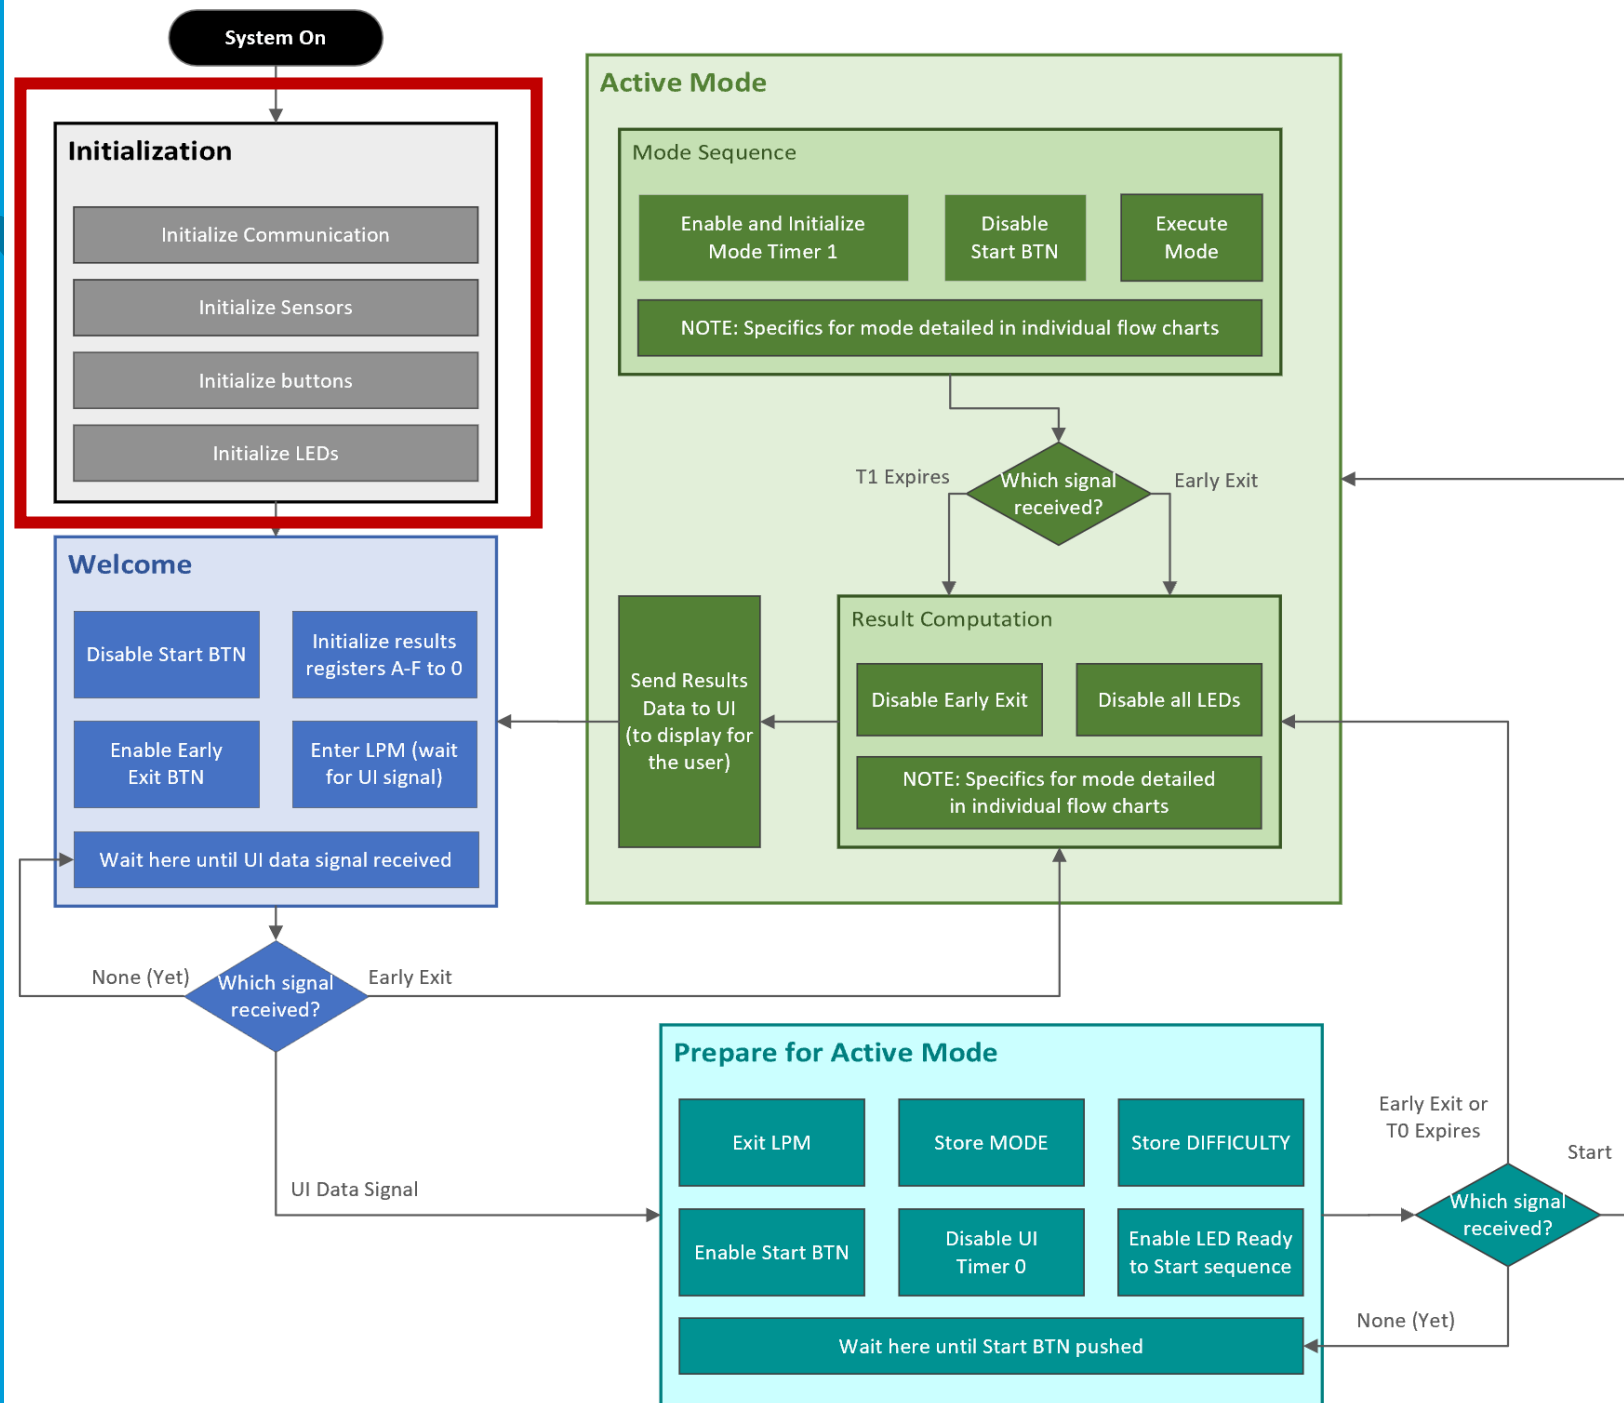 System On
Initialization
Initialize Communication
Initialize Sensors
Initialize buttons
Initialize LEDs
Welcome
Disable Start BTN
Initialize results
registers A-F to 0
Enable Early
Exit BTN
Enter LPM (wait
for UI signal)
Wait here until UI data signal received
None (Yet)
Which signal
received?
Early Exit
UI Data Signal
Active Mode
Mode Sequence
Enable and Initialize
Mode Timer 1
Disable
Start BTN
Execute
Mode
NOTE: Specifics for mode detailed in individual flow charts
T1 Expires
Which signal
received?
Early Exit
Result Computation
Disable Early Exit
Disable all LEDs
NOTE: Specifics for mode detailed
in individual flow charts
Send Results
Data to UI
(to display for
the user)
Prepare for Active Mode
Exit LPM
Store MODE
Store DIFFICULTY
Enable Start BTN
Disable UI
Timer 0
Enable LED Ready
to Start sequence
Wait here until Start BTN pushed
Early Exit or
T0 Expires
Start
Which signal
received?
None (Yet)